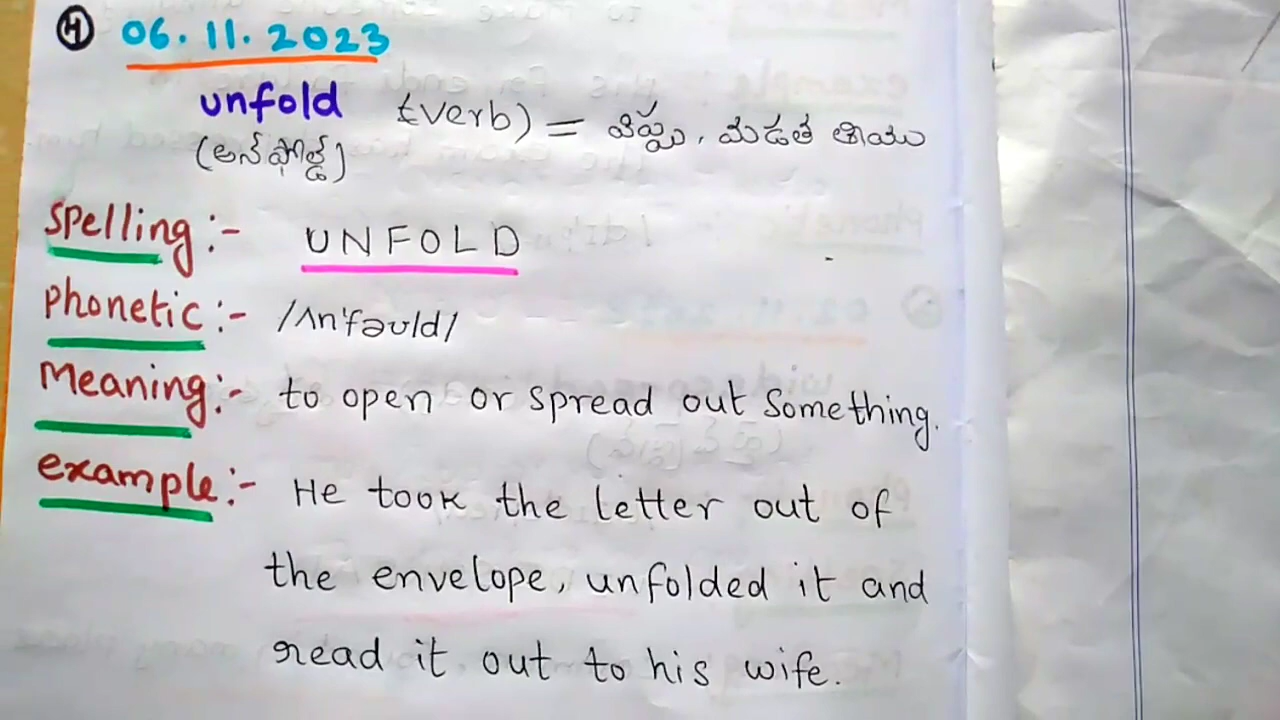 ④ 06.11.2023
unfold (verb) = విప్పు, మడత తీయు
(అన్‌ఫోల్డ్)
spelling :- UNFOLD
phonetic :- /ʌnˈfəʊld/
Meaning :- to open or spread out something.
example :- He took the letter out of
the envelope, unfolded it and
read it out to his wife.